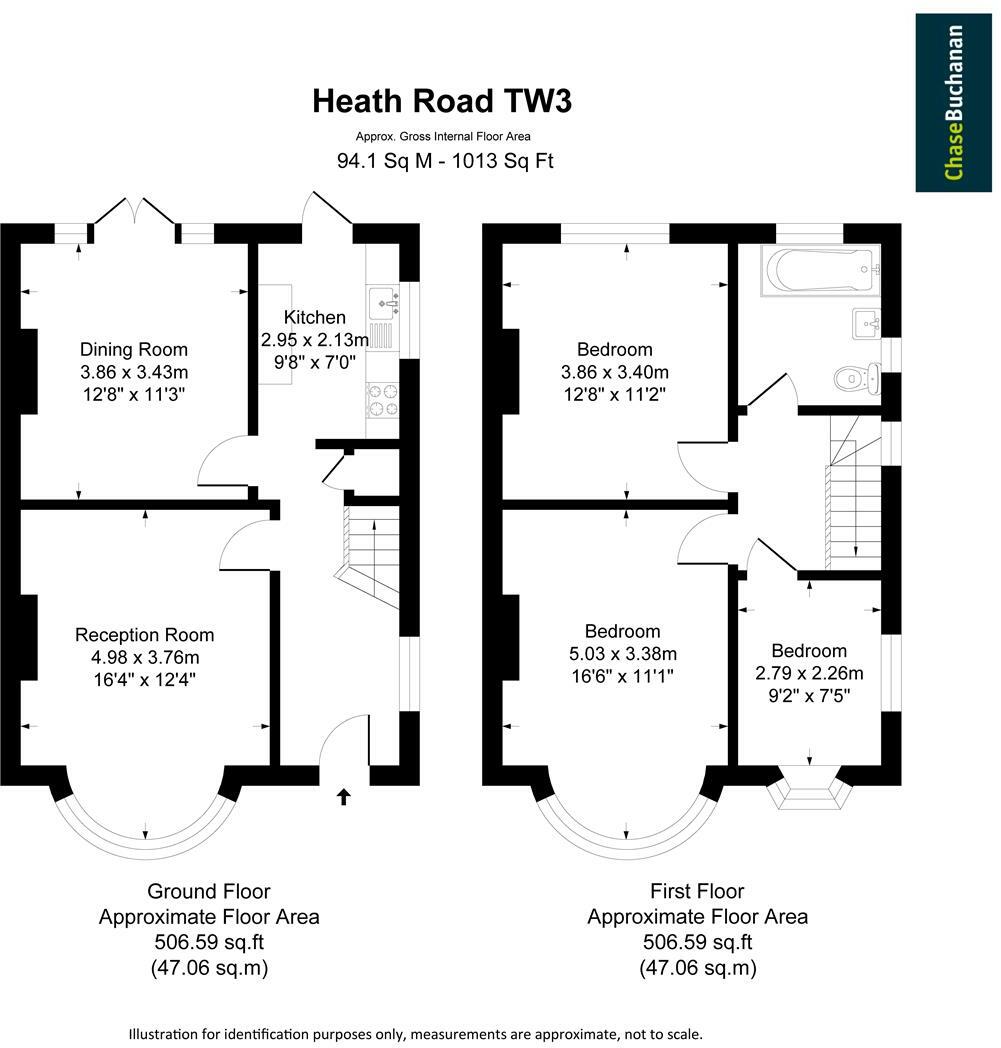 ChaseBuchanan
Heath Road TW3
Approx. Gross Internal Floor Area
94.1 Sq M - 1013 Sq Ft
Dining Room
3.86 x 3.43m
12'8" x 11'3"
Kitchen
2.95 x 2.13m
9'8" x 7'0"
Reception Room
4.98 x 3.76m
16'4" x 12'4"
Bedroom
3.86 x 3.40m
12'8" x 11'2"
Bedroom
5.03 x 3.38m
16'6" x 11'1"
Bedroom
2.79 x 2.26m
9'2" x 7'5"
Ground Floor
Approximate Floor Area
506.59 sq.ft
(47.06 sq.m)
First Floor
Approximate Floor Area
506.59 sq.ft
(47.06 sq.m)
Illustration for identification purposes only, measurements are approximate, not to scale.